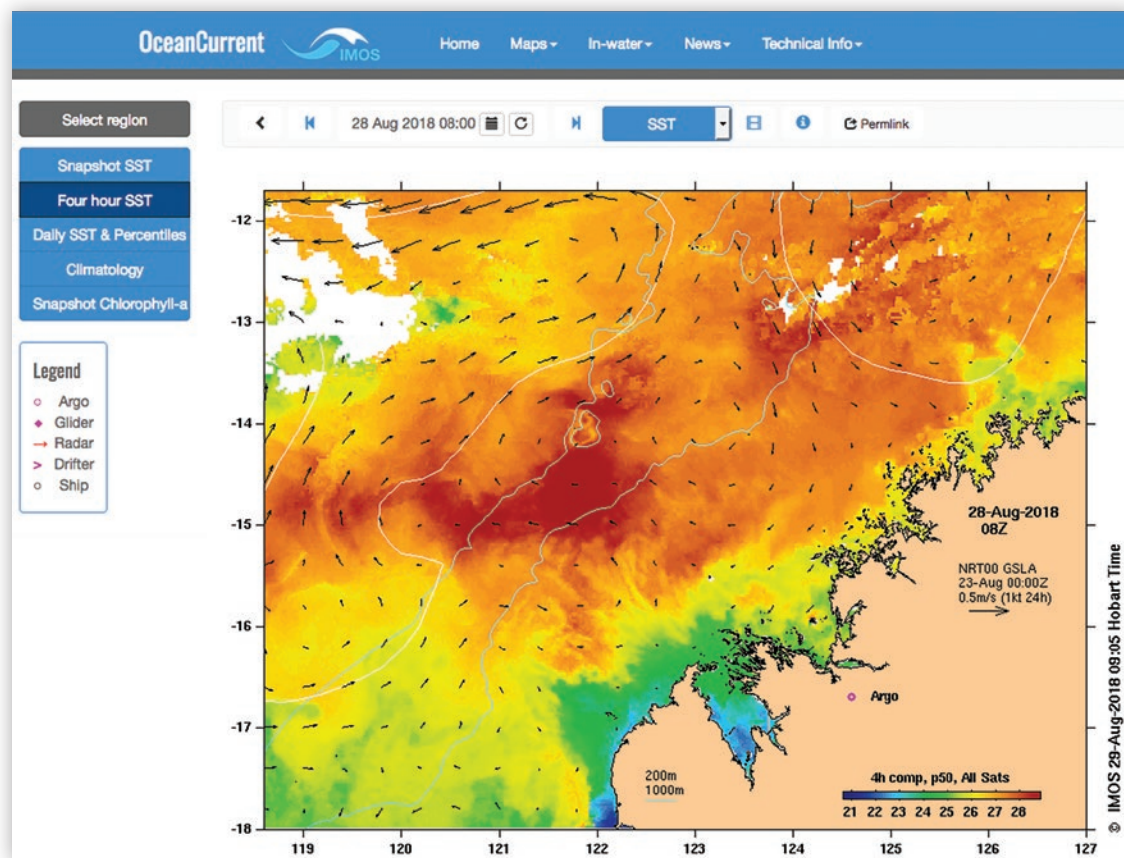 OceanCurrent IMOS Home Maps In-water News Technical Info
Select region
28 Aug 2018 08:00 SST Permlink
Snapshot SST
Four hour SST
Daily SST & Percentiles
Climatology
Snapshot Chlorophyll-a
Legend
Argo
Glider
Radar
Drifter
Ship
-12
-13
-14
-15
-16
-17
-18
28-Aug-2018
08Z
NRT00 GSLA
23-Aug 00:00Z
0.5m/s (1kt 24h)
Argo
200m
1000m
4h comp, p50, All Sats
21 22 23 24 25 26 27 28
119 120 121 122 123 124 125 126 127
© IMOS 29-Aug-2018 09:05 Hobart Time